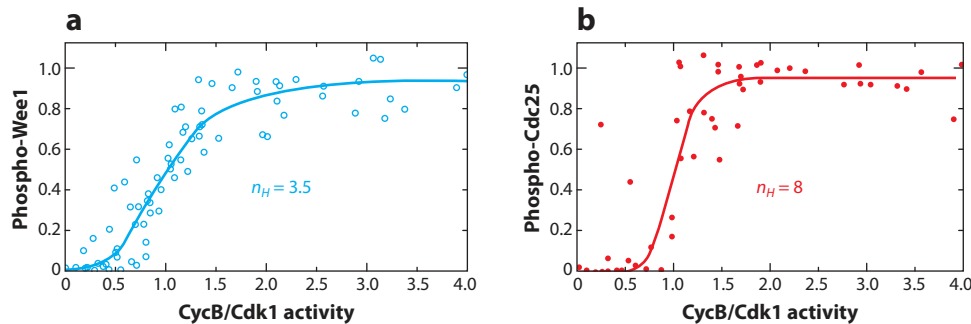 a
Phospho-Wee1
1.0
0.8
0.6
0.4
0.2
0
n_H = 3.5
0 0.5 1.0 1.5 2.0 2.5 3.0 3.5 4.0
CycB/Cdk1 activity
b
Phospho-Cdc25
1.0
0.8
0.6
0.4
0.2
0
n_H = 8
0 0.5 1.0 1.5 2.0 2.5 3.0 3.5 4.0
CycB/Cdk1 activity